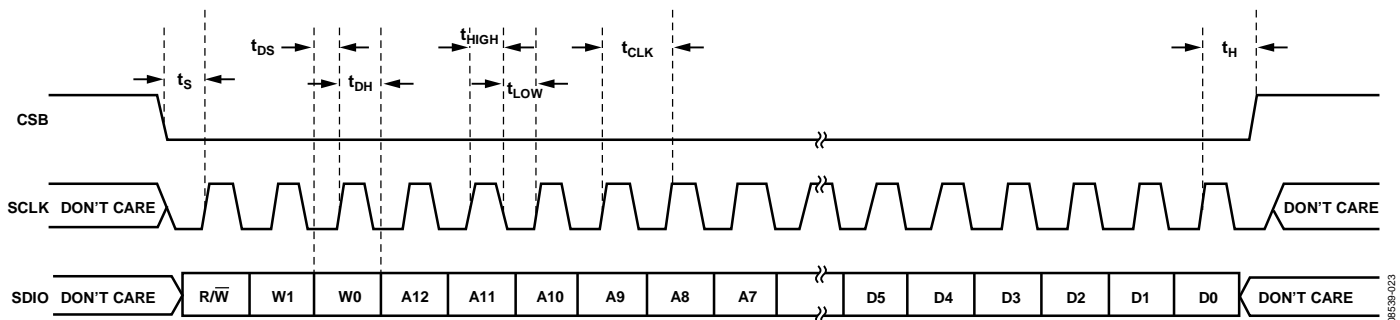 tDS
tHIGH
tCLK
tH
tS
tDH
tLOW
CSB
SCLK DON'T CARE DON'T CARE
SDIO DON'T CARE R/W̅ W1 W0 A12 A11 A10 A9 A8 A7 D5 D4 D3 D2 D1 D0 DON'T CARE
08539-023